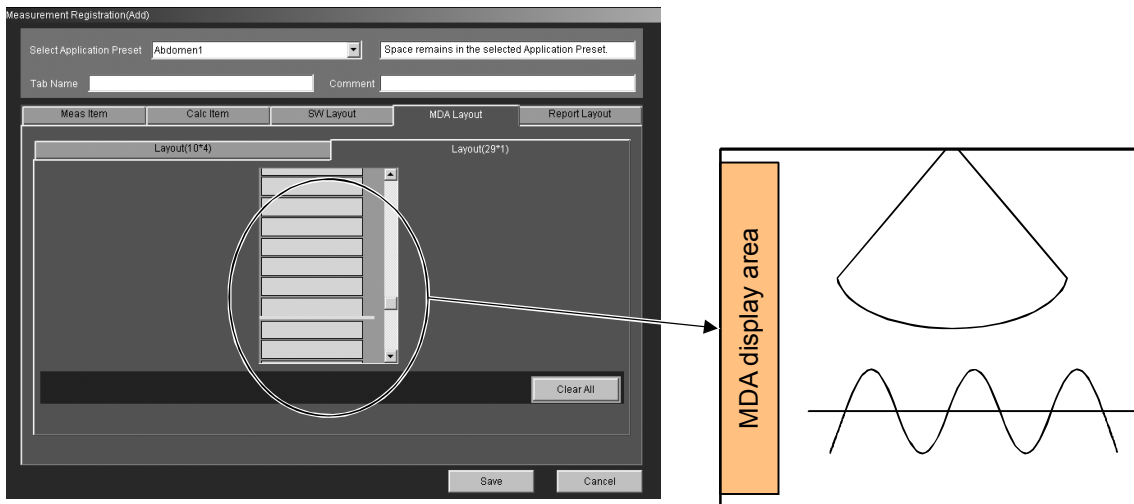 Measurement Registration(Add)
Select Application Preset Abdomen1 Space remains in the selected Application Preset.
Tab Name Comment
Meas Item Calc Item SW Layout MDA Layout Report Layout
Layout(10*4) Layout(29*1)
Clear All
Save Cancel
MDA display area